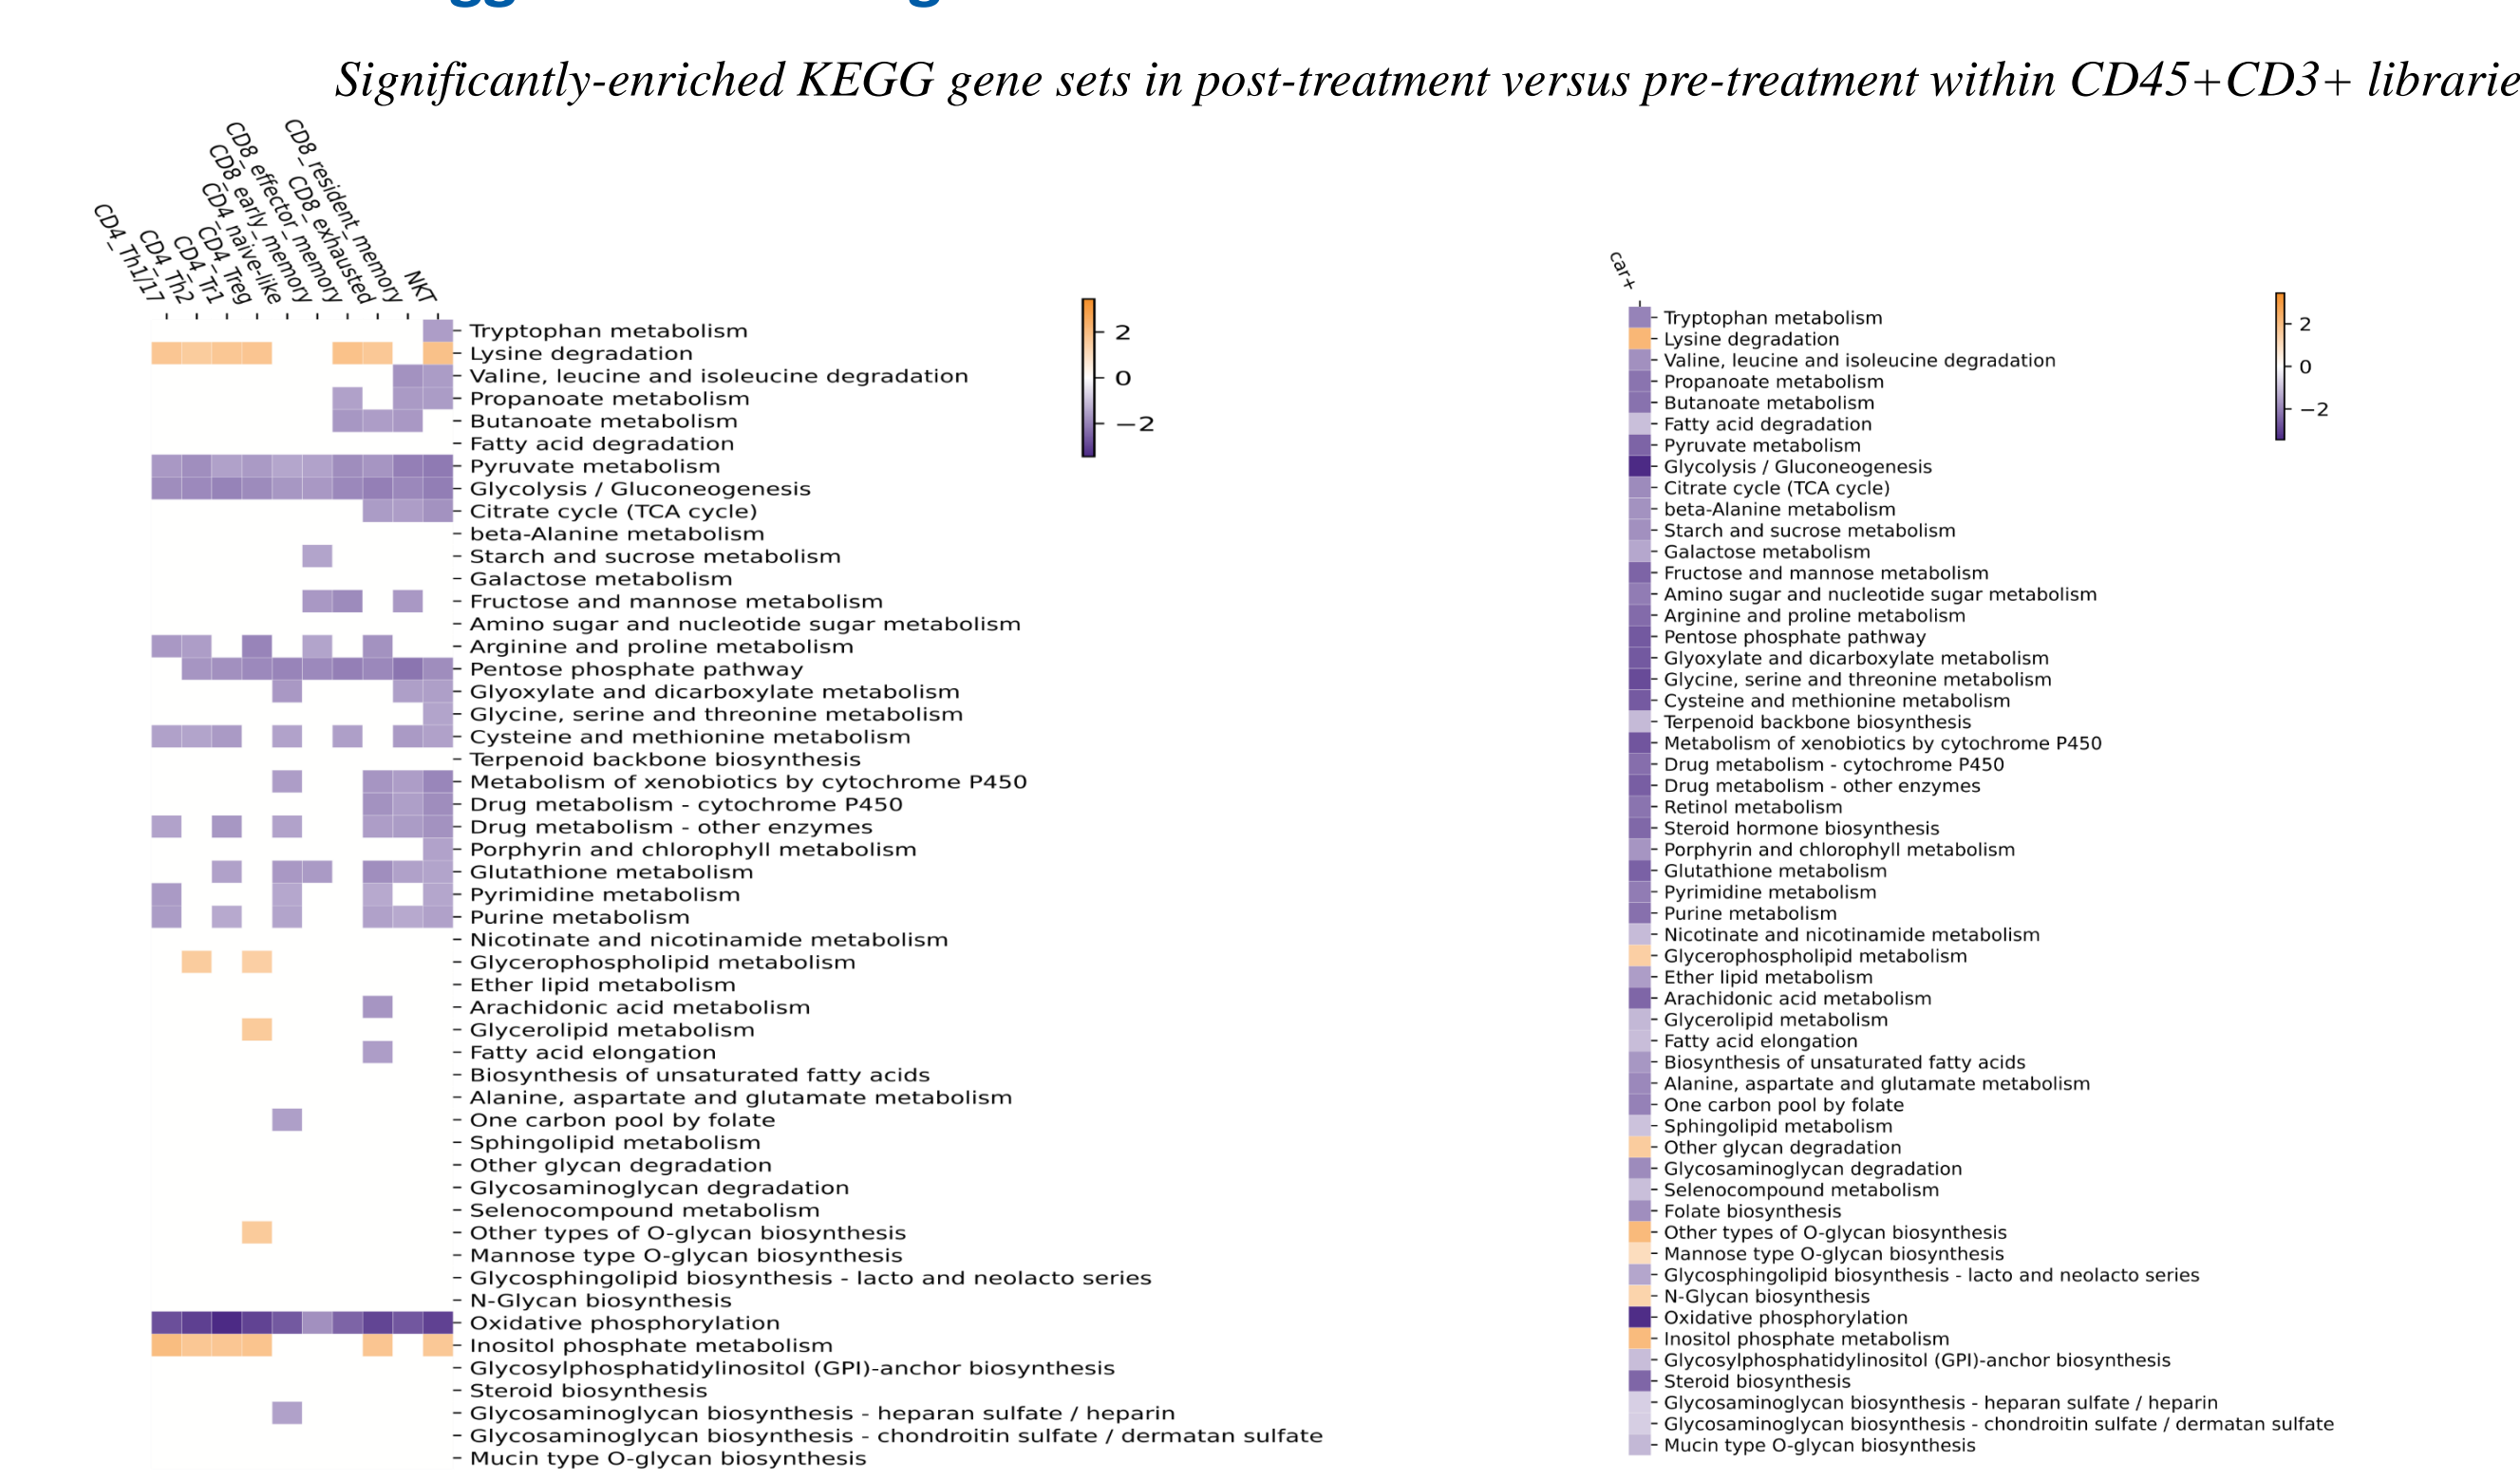 Significantly-enriched KEGG gene sets in post-treatment versus pre-treatment within CD45+CD3+ librarie
CD4_Th1/17
CD4_Th2
CD4_Tr1
CD4_Treg
CD4_naive-like
CD8_early_memory
CD8_effector_memory
CD8_exhausted
CD8_resident_memory
NKT
Tryptophan metabolism
Lysine degradation
Valine, leucine and isoleucine degradation
Propanoate metabolism
Butanoate metabolism
Fatty acid degradation
Pyruvate metabolism
Glycolysis / Gluconeogenesis
Citrate cycle (TCA cycle)
beta-Alanine metabolism
Starch and sucrose metabolism
Galactose metabolism
Fructose and mannose metabolism
Amino sugar and nucleotide sugar metabolism
Arginine and proline metabolism
Pentose phosphate pathway
Glyoxylate and dicarboxylate metabolism
Glycine, serine and threonine metabolism
Cysteine and methionine metabolism
Terpenoid backbone biosynthesis
Metabolism of xenobiotics by cytochrome P450
Drug metabolism - cytochrome P450
Drug metabolism - other enzymes
Porphyrin and chlorophyll metabolism
Glutathione metabolism
Pyrimidine metabolism
Purine metabolism
Nicotinate and nicotinamide metabolism
Glycerophospholipid metabolism
Ether lipid metabolism
Arachidonic acid metabolism
Glycerolipid metabolism
Fatty acid elongation
Biosynthesis of unsaturated fatty acids
Alanine, aspartate and glutamate metabolism
One carbon pool by folate
Sphingolipid metabolism
Other glycan degradation
Glycosaminoglycan degradation
Selenocompound metabolism
Other types of O-glycan biosynthesis
Mannose type O-glycan biosynthesis
Glycosphingolipid biosynthesis - lacto and neolacto series
N-Glycan biosynthesis
Oxidative phosphorylation
Inositol phosphate metabolism
Glycosylphosphatidylinositol (GPI)-anchor biosynthesis
Steroid biosynthesis
Glycosaminoglycan biosynthesis - heparan sulfate / heparin
Glycosaminoglycan biosynthesis - chondroitin sulfate / dermatan sulfate
Mucin type O-glycan biosynthesis
2
0
−2
car+
Tryptophan metabolism
Lysine degradation
Valine, leucine and isoleucine degradation
Propanoate metabolism
Butanoate metabolism
Fatty acid degradation
Pyruvate metabolism
Glycolysis / Gluconeogenesis
Citrate cycle (TCA cycle)
beta-Alanine metabolism
Starch and sucrose metabolism
Galactose metabolism
Fructose and mannose metabolism
Amino sugar and nucleotide sugar metabolism
Arginine and proline metabolism
Pentose phosphate pathway
Glyoxylate and dicarboxylate metabolism
Glycine, serine and threonine metabolism
Cysteine and methionine metabolism
Terpenoid backbone biosynthesis
Metabolism of xenobiotics by cytochrome P450
Drug metabolism - cytochrome P450
Drug metabolism - other enzymes
Retinol metabolism
Steroid hormone biosynthesis
Porphyrin and chlorophyll metabolism
Glutathione metabolism
Pyrimidine metabolism
Purine metabolism
Nicotinate and nicotinamide metabolism
Glycerophospholipid metabolism
Ether lipid metabolism
Arachidonic acid metabolism
Glycerolipid metabolism
Fatty acid elongation
Biosynthesis of unsaturated fatty acids
Alanine, aspartate and glutamate metabolism
One carbon pool by folate
Sphingolipid metabolism
Other glycan degradation
Glycosaminoglycan degradation
Selenocompound metabolism
Folate biosynthesis
Other types of O-glycan biosynthesis
Mannose type O-glycan biosynthesis
Glycosphingolipid biosynthesis - lacto and neolacto series
N-Glycan biosynthesis
Oxidative phosphorylation
Inositol phosphate metabolism
Glycosylphosphatidylinositol (GPI)-anchor biosynthesis
Steroid biosynthesis
Glycosaminoglycan biosynthesis - heparan sulfate / heparin
Glycosaminoglycan biosynthesis - chondroitin sulfate / dermatan sulfate
Mucin type O-glycan biosynthesis
2
0
−2